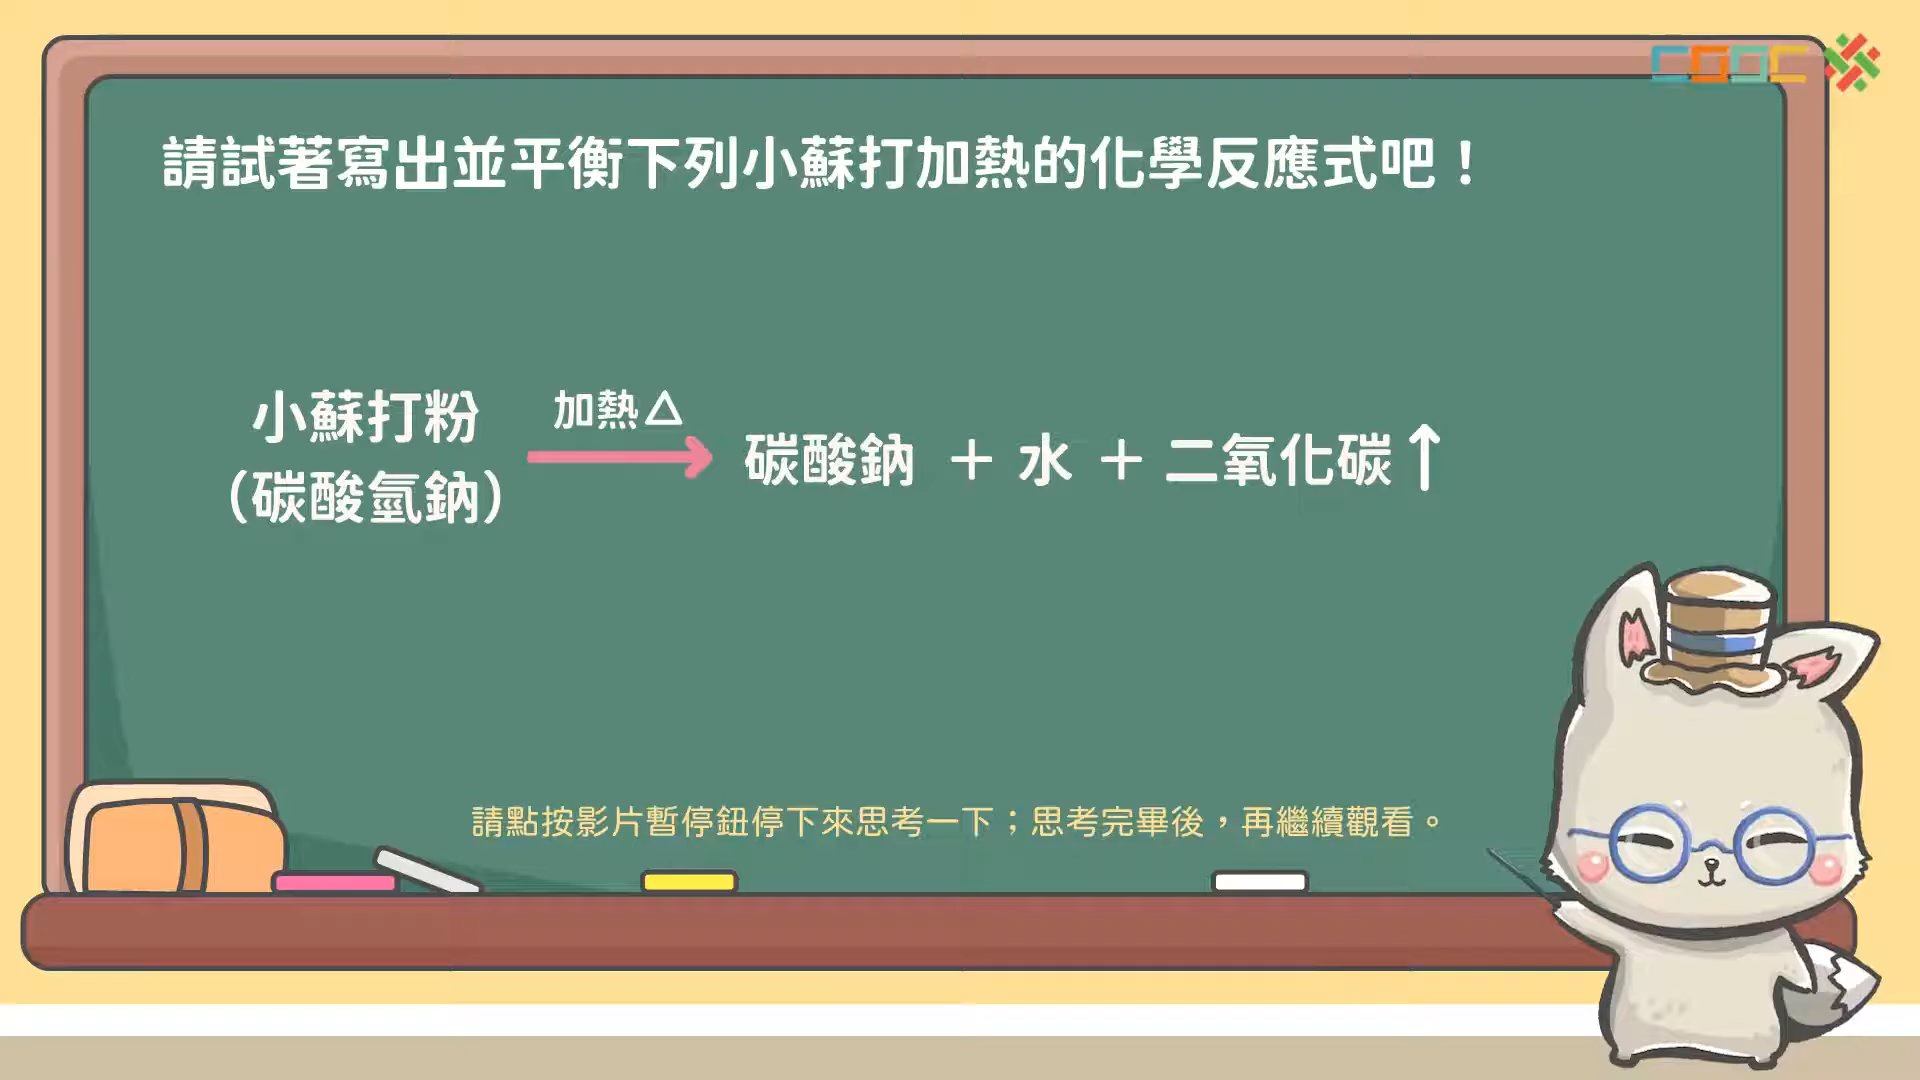 請試著寫出並平衡下列小蘇打加熱的化學反應式吧！
小蘇打粉
(碳酸氫鈉)
加熱△
碳酸鈉 + 水 + 二氧化碳↑
請點按影片暫停鈕停下來思考一下；思考完畢後，再繼續觀看。